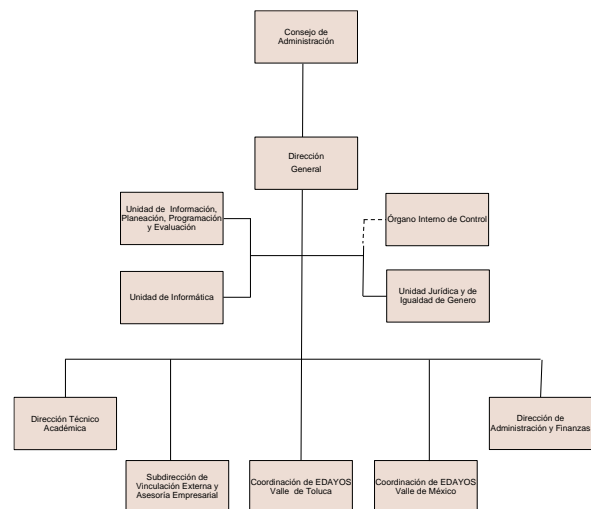 Consejo de
Administración
Dirección
General
Unidad de Información,
Planeación, Programación
y Evaluación
Órgano Interno de Control
Unidad de Informática
Unidad Jurídica y de
Igualdad de Genero
Dirección Técnico
Académica
Dirección de
Administración y Finanzas
Subdirección de
Vinculación Externa y
Asesoría Empresarial
Coordinación de EDAYOS
Valle de Toluca
Coordinación de EDAYOS
Valle de México